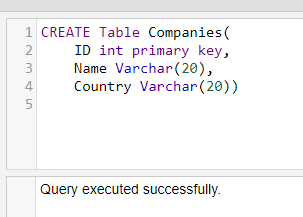 1 CREATE Table Companies(
2 ID int primary key,
3 Name Varchar(20),
4 Country Varchar(20))
5
Query executed successfully.